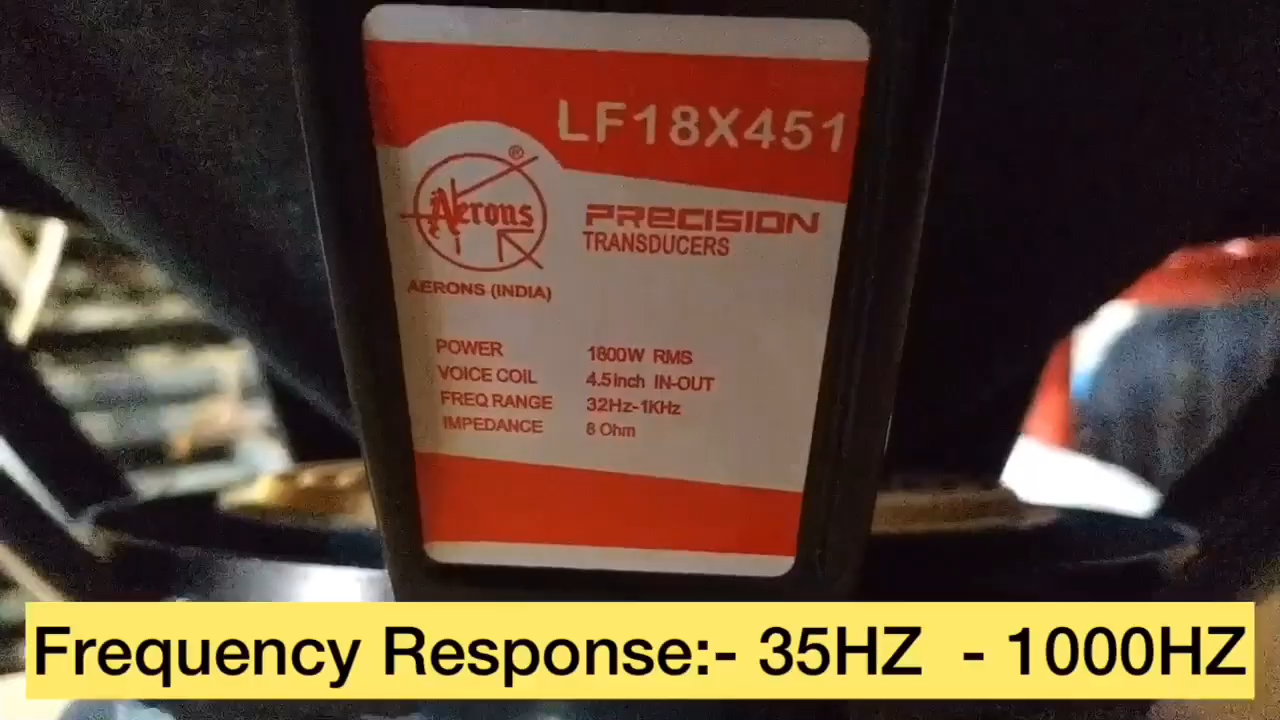 LF18X451
®
Aerons
PRECISION
TRANSDUCERS
AERONS (INDIA)
POWER 1800W RMS
VOICE COIL 4.5Inch IN-OUT
FREQ RANGE 32Hz-1KHz
IMPEDANCE 8 Ohm
Frequency Response:- 35HZ - 1000HZ